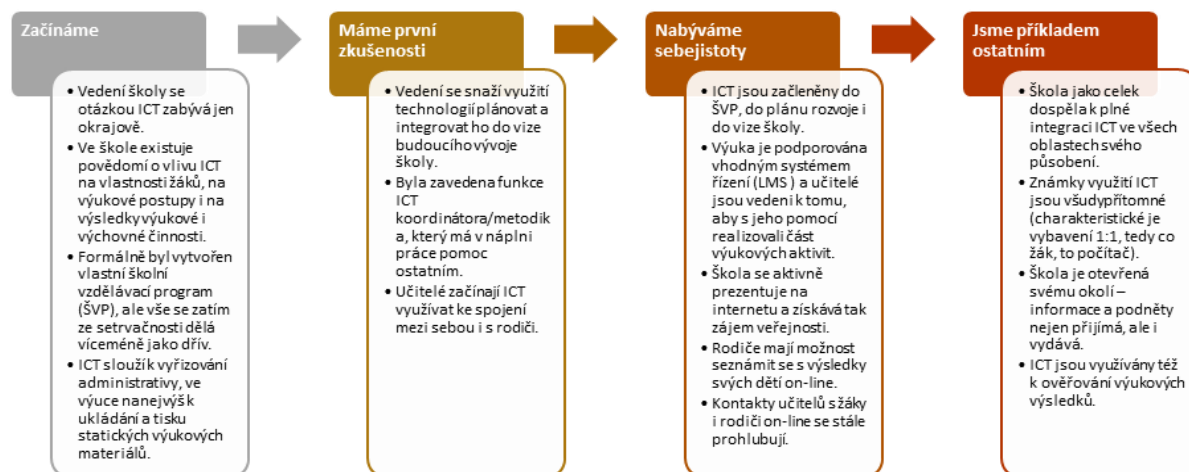 Začínáme
• Vedení školy se
otázkou ICT zabývá jen
okrajově.
• Ve škole existuje
povědomí o vlivu ICT
na vlastnosti žáků, na
výukové postupy i na
výsledky výukové i
výchovné činnosti.
• Formálně byl vytvořen
vlastní školní
vzdělávací program
(ŠVP), ale vše se zatím
ze setrvačnosti dělá
víceméně jako dřív.
• ICT slouží k vyřizování
administrativy, ve
výuce nanejvýš k
ukládání a tisku
statických výukových
materiálů.
Máme první
zkušenosti
• Vedení se snaží využití
technologií plánovat a
integrovat ho do vize
budoucího vývoje
školy.
• Byla zavedena funkce
ICT
koordinátora/metodik
a, který má v náplni
práce pomoc
ostatním.
• Učitelé začínají ICT
využívat ke spojení
mezi sebou i s rodiči.
Nabýváme
sebejistoty
• ICT jsou začleněny do
ŠVP, do plánu rozvoje i
do vize školy.
• Výuka je podporována
vhodným systémem
řízení (LMS ) a učitelé
jsou vedeni k tomu,
aby s jeho pomocí
realizovali část
výukových aktivit.
• Škola se aktivně
prezentuje na
internetu a získává tak
zájem veřejnosti.
• Rodiče mají možnost
seznámit se s výsledky
svých dětí on-line.
• Kontakty učitelů s žáky
i rodiči on-line se stále
prohlubují.
Jsme příkladem
ostatním
• Škola jako celek
dospěla k plné
integraci ICT ve všech
oblastech svého
působení.
• Známky využití ICT
jsou všudypřítomné
(charakteristické je
vybavení 1:1, tedy co
žák, to počítač).
• Škola je otevřená
svému okolí –
informace a podněty
nejen přijímá, ale i
vydává.
• ICT jsou využívány též
k ověřování výukových
výsledků.